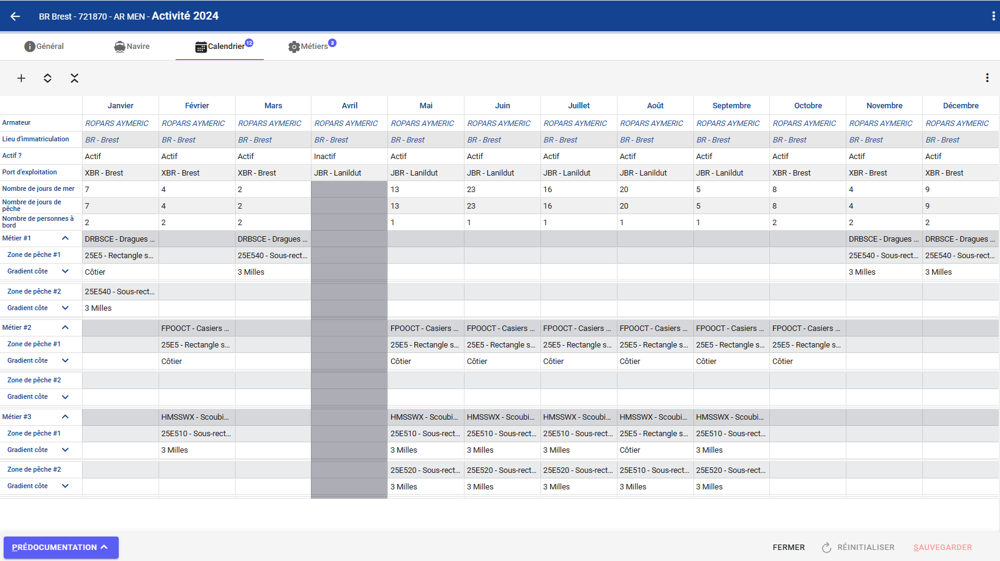 BR Brest - 721870 - AR MEN - Activité 2024
Général Navire Calendrier 12 Métiers 3
Janvier Février Mars Avril Mai Juin Juillet Août Septembre Octobre Novembre Décembre
Armateur ROPARS AYMERIC ROPARS AYMERIC ROPARS AYMERIC ROPARS AYMERIC ROPARS AYMERIC ROPARS AYMERIC ROPARS AYMERIC ROPARS AYMERIC ROPARS AYMERIC ROPARS AYMERIC ROPARS AYMERIC ROPARS AYMERIC
Lieu d'immatriculation BR - Brest BR - Brest BR - Brest BR - Brest BR - Brest BR - Brest BR - Brest BR - Brest BR - Brest BR - Brest BR - Brest BR - Brest
Actif ? Actif Actif Actif Inactif Actif Actif Actif Actif Actif Actif Actif Actif
Port d'exploitation XBR - Brest XBR - Brest XBR - Brest JBR - Lanildut JBR - Lanildut JBR - Lanildut JBR - Lanildut JBR - Lanildut JBR - Lanildut XBR - Brest XBR - Brest XBR - Brest
Nombre de jours de mer 7 4 2 13 23 16 20 5 8 4 9
Nombre de jours de pêche 7 4 2 13 23 16 20 5 8 4 9
Nombre de personnes à bord 2 2 2 1 1 1 1 1 2 2 2
Métier #1 DRBSCE - Dragues ... DRBSCE - Dragues ... DRBSCE - Dragues ... DRBSCE - Dragues ...
Zone de pêche #1 25E5 - Rectangle s... 25E540 - Sous-rect... 25E540 - Sous-rect... 25E540 - Sous-rect...
Gradient côte Côtier 3 Milles 3 Milles 3 Milles
Zone de pêche #2 25E540 - Sous-rect...
Gradient côte 3 Milles
Métier #2 FPOOCT - Casiers ... FPOOCT - Casiers ... FPOOCT - Casiers ... FPOOCT - Casiers ... FPOOCT - Casiers ... FPOOCT - Casiers ... FPOOCT - Casiers ...
Zone de pêche #1 25E5 - Rectangle s... 25E5 - Rectangle s... 25E5 - Rectangle s... 25E5 - Rectangle s... 25E5 - Rectangle s... 25E5 - Rectangle s... 25E5 - Rectangle s...
Gradient côte Côtier Côtier Côtier Côtier Côtier Côtier Côtier
Zone de pêche #2
Gradient côte
Métier #3 HMSSWX - Scoubi... HMSSWX - Scoubi... HMSSWX - Scoubi... HMSSWX - Scoubi... HMSSWX - Scoubi... HMSSWX - Scoubi...
Zone de pêche #1 25E510 - Sous-rect... 25E510 - Sous-rect... 25E510 - Sous-rect... 25E510 - Sous-rect... 25E5 - Rectangle s... 25E510 - Sous-rect...
Gradient côte 3 Milles 3 Milles 3 Milles 3 Milles Côtier 3 Milles
Zone de pêche #2 25E520 - Sous-rect... 25E520 - Sous-rect... 25E520 - Sous-rect... 25E510 - Sous-rect... 25E520 - Sous-rect...
Gradient côte 3 Milles 3 Milles 3 Milles 3 Milles 3 Milles
PRÉDOCUMENTATION FERMER RÉINITIALISER SAUVEGARDER